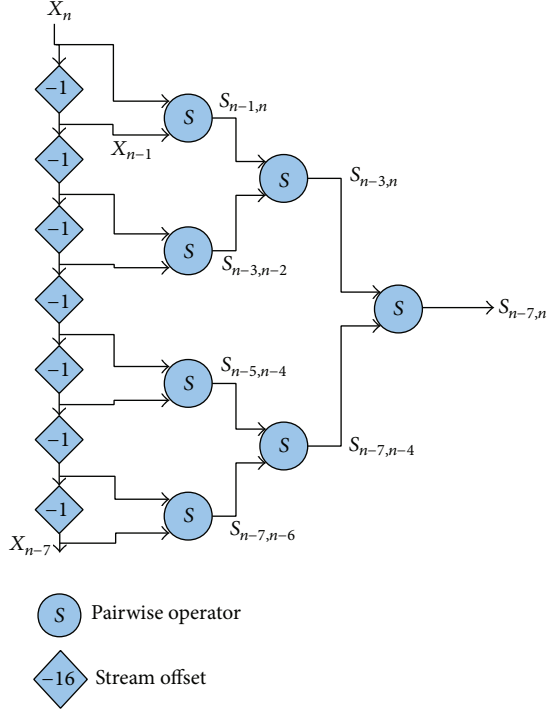 X_n
−1
S
S_{n−1,n}
X_{n−1}
−1
S
S_{n−3,n}
−1
S
S_{n−3,n−2}
−1
S
S_{n−7,n}
−1
S
S_{n−5,n−4}
−1
S
S_{n−7,n−4}
−1
S
S_{n−7,n−6}
X_{n−7}
S Pairwise operator
−16 Stream offset